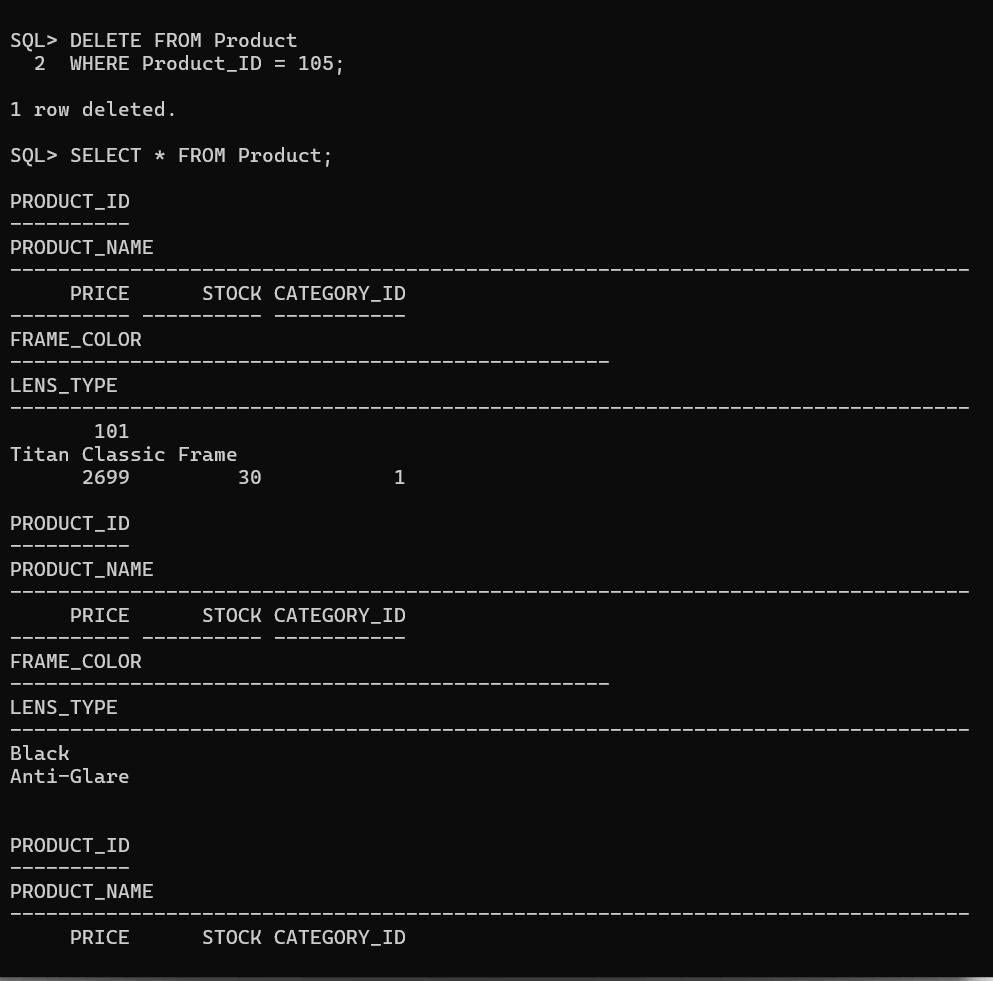 SQL> DELETE FROM Product
  2  WHERE Product_ID = 105;

1 row deleted.

SQL> SELECT * FROM Product;

PRODUCT_ID
----------
PRODUCT_NAME
--------------------------------------------------------------------------------
     PRICE      STOCK CATEGORY_ID
---------- ---------- -----------
FRAME_COLOR
--------------------------------------------------
LENS_TYPE
--------------------------------------------------------------------------------
       101
Titan Classic Frame
      2699         30           1

PRODUCT_ID
----------
PRODUCT_NAME
--------------------------------------------------------------------------------
     PRICE      STOCK CATEGORY_ID
---------- ---------- -----------
FRAME_COLOR
--------------------------------------------------
LENS_TYPE
--------------------------------------------------------------------------------
Black
Anti-Glare


PRODUCT_ID
----------
PRODUCT_NAME
--------------------------------------------------------------------------------
     PRICE      STOCK CATEGORY_ID